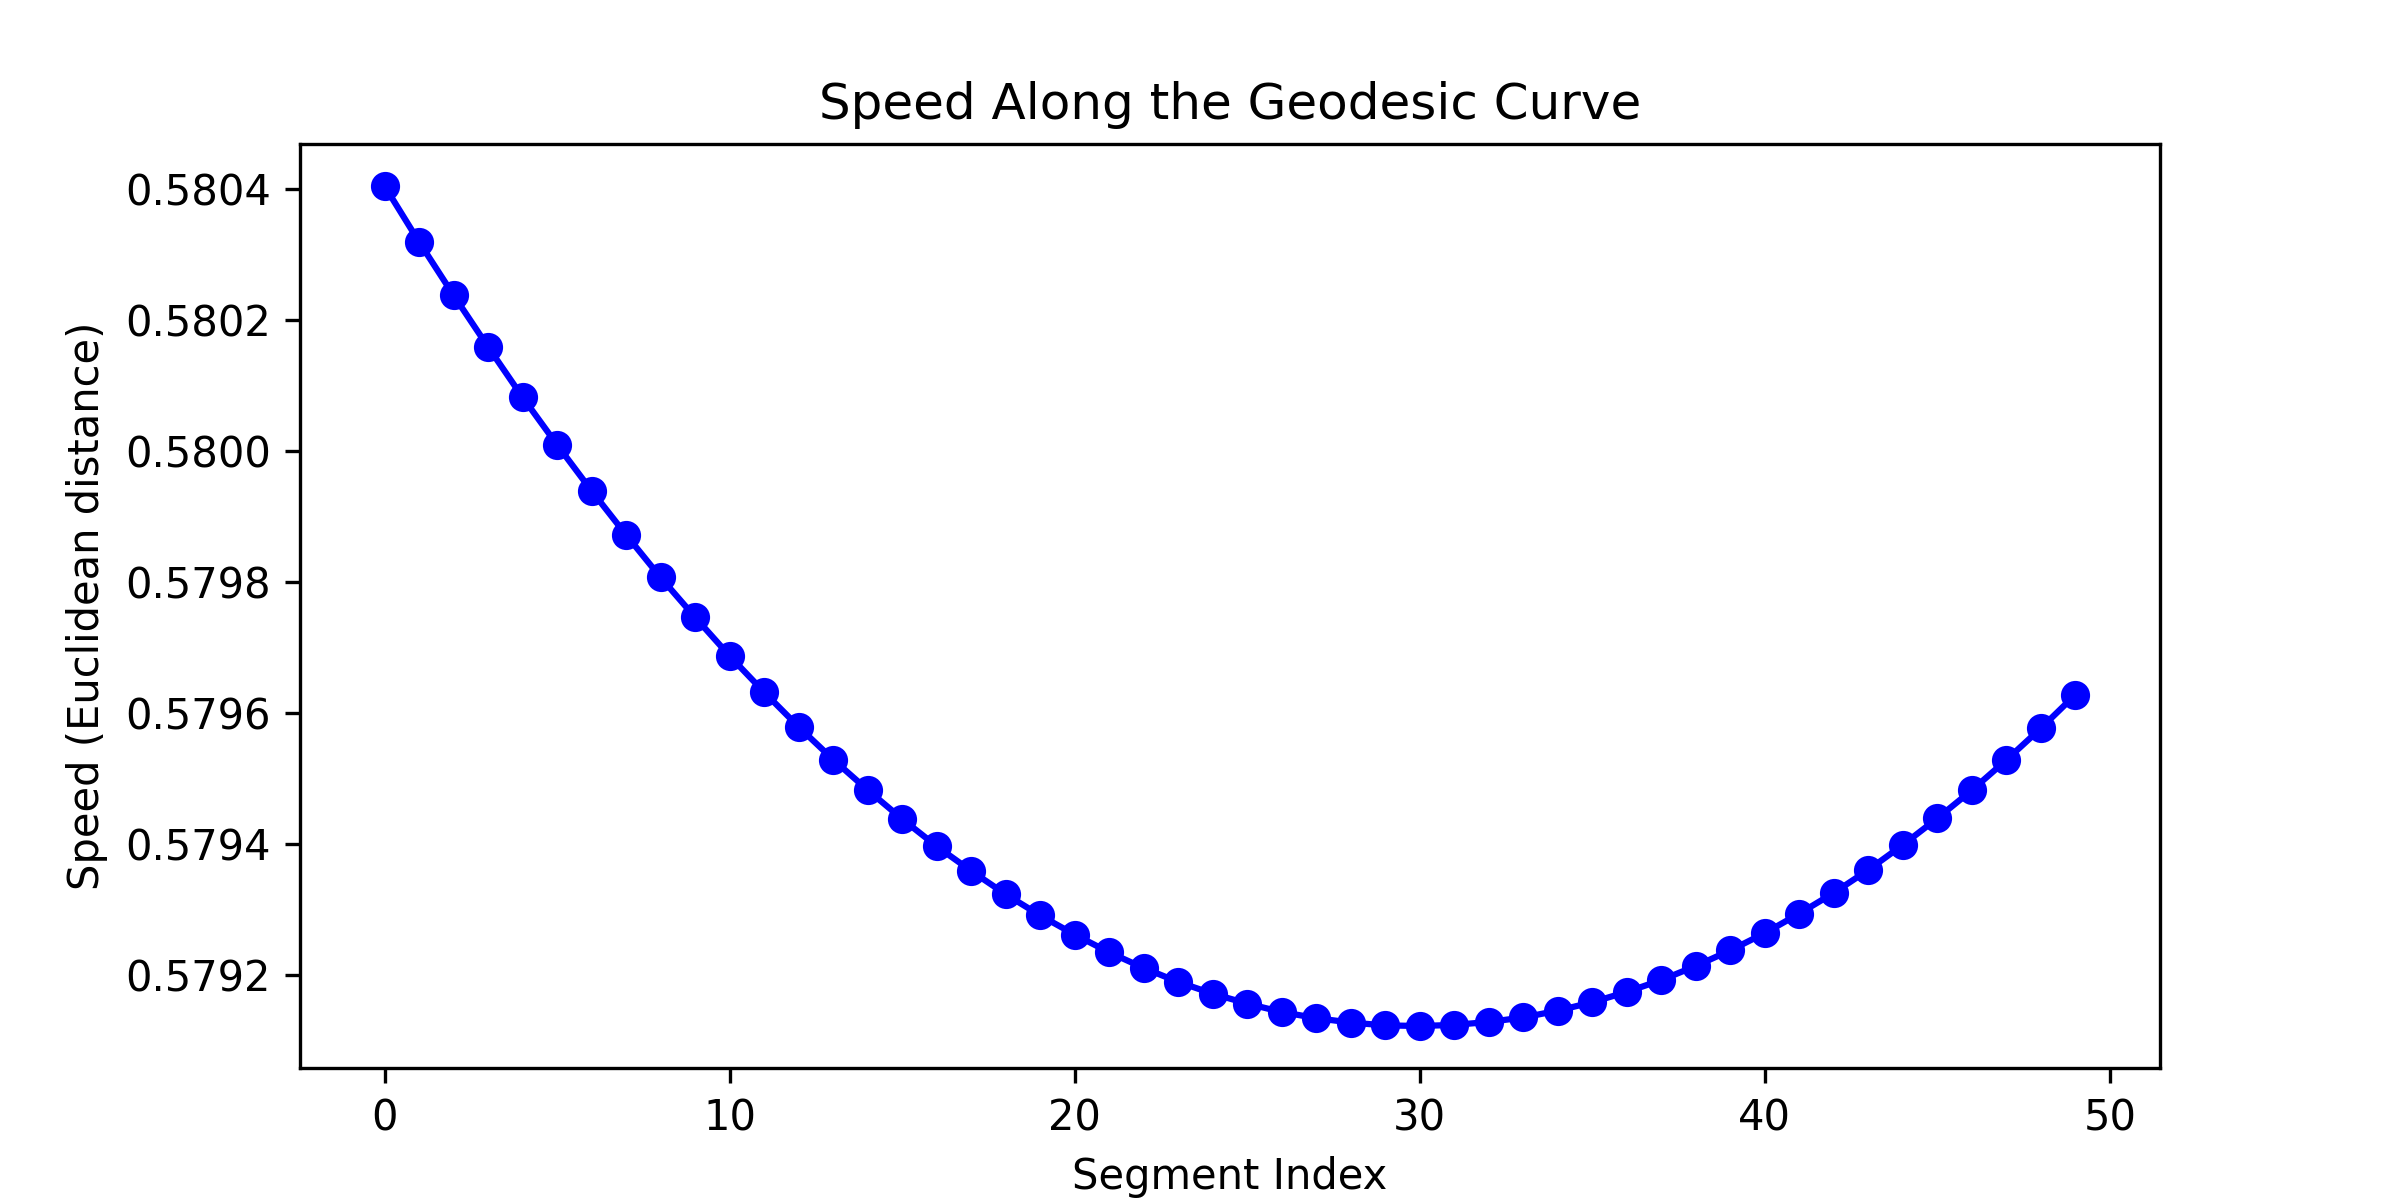 Speed Along the Geodesic Curve
Speed (Euclidean distance)
0.5804
0.5802
0.5800
0.5798
0.5796
0.5794
0.5792
0 10 20 30 40 50
Segment Index